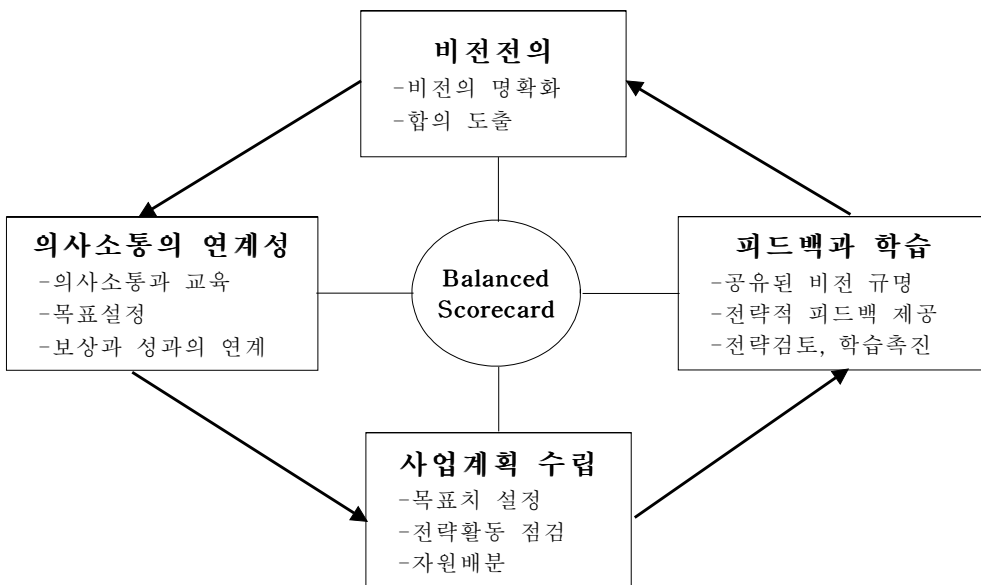 비전전의
-비전의 명확화
-합의 도출
의사소통의 연계성
-의사소통과 교육
-목표설정
-보상과 성과의 연계
Balanced
Scorecard
피드백과 학습
-공유된 비전 규명
-전략적 피드백 제공
-전략검토, 학습촉진
사업계획 수립
-목표치 설정
-전략활동 점검
-자원배분